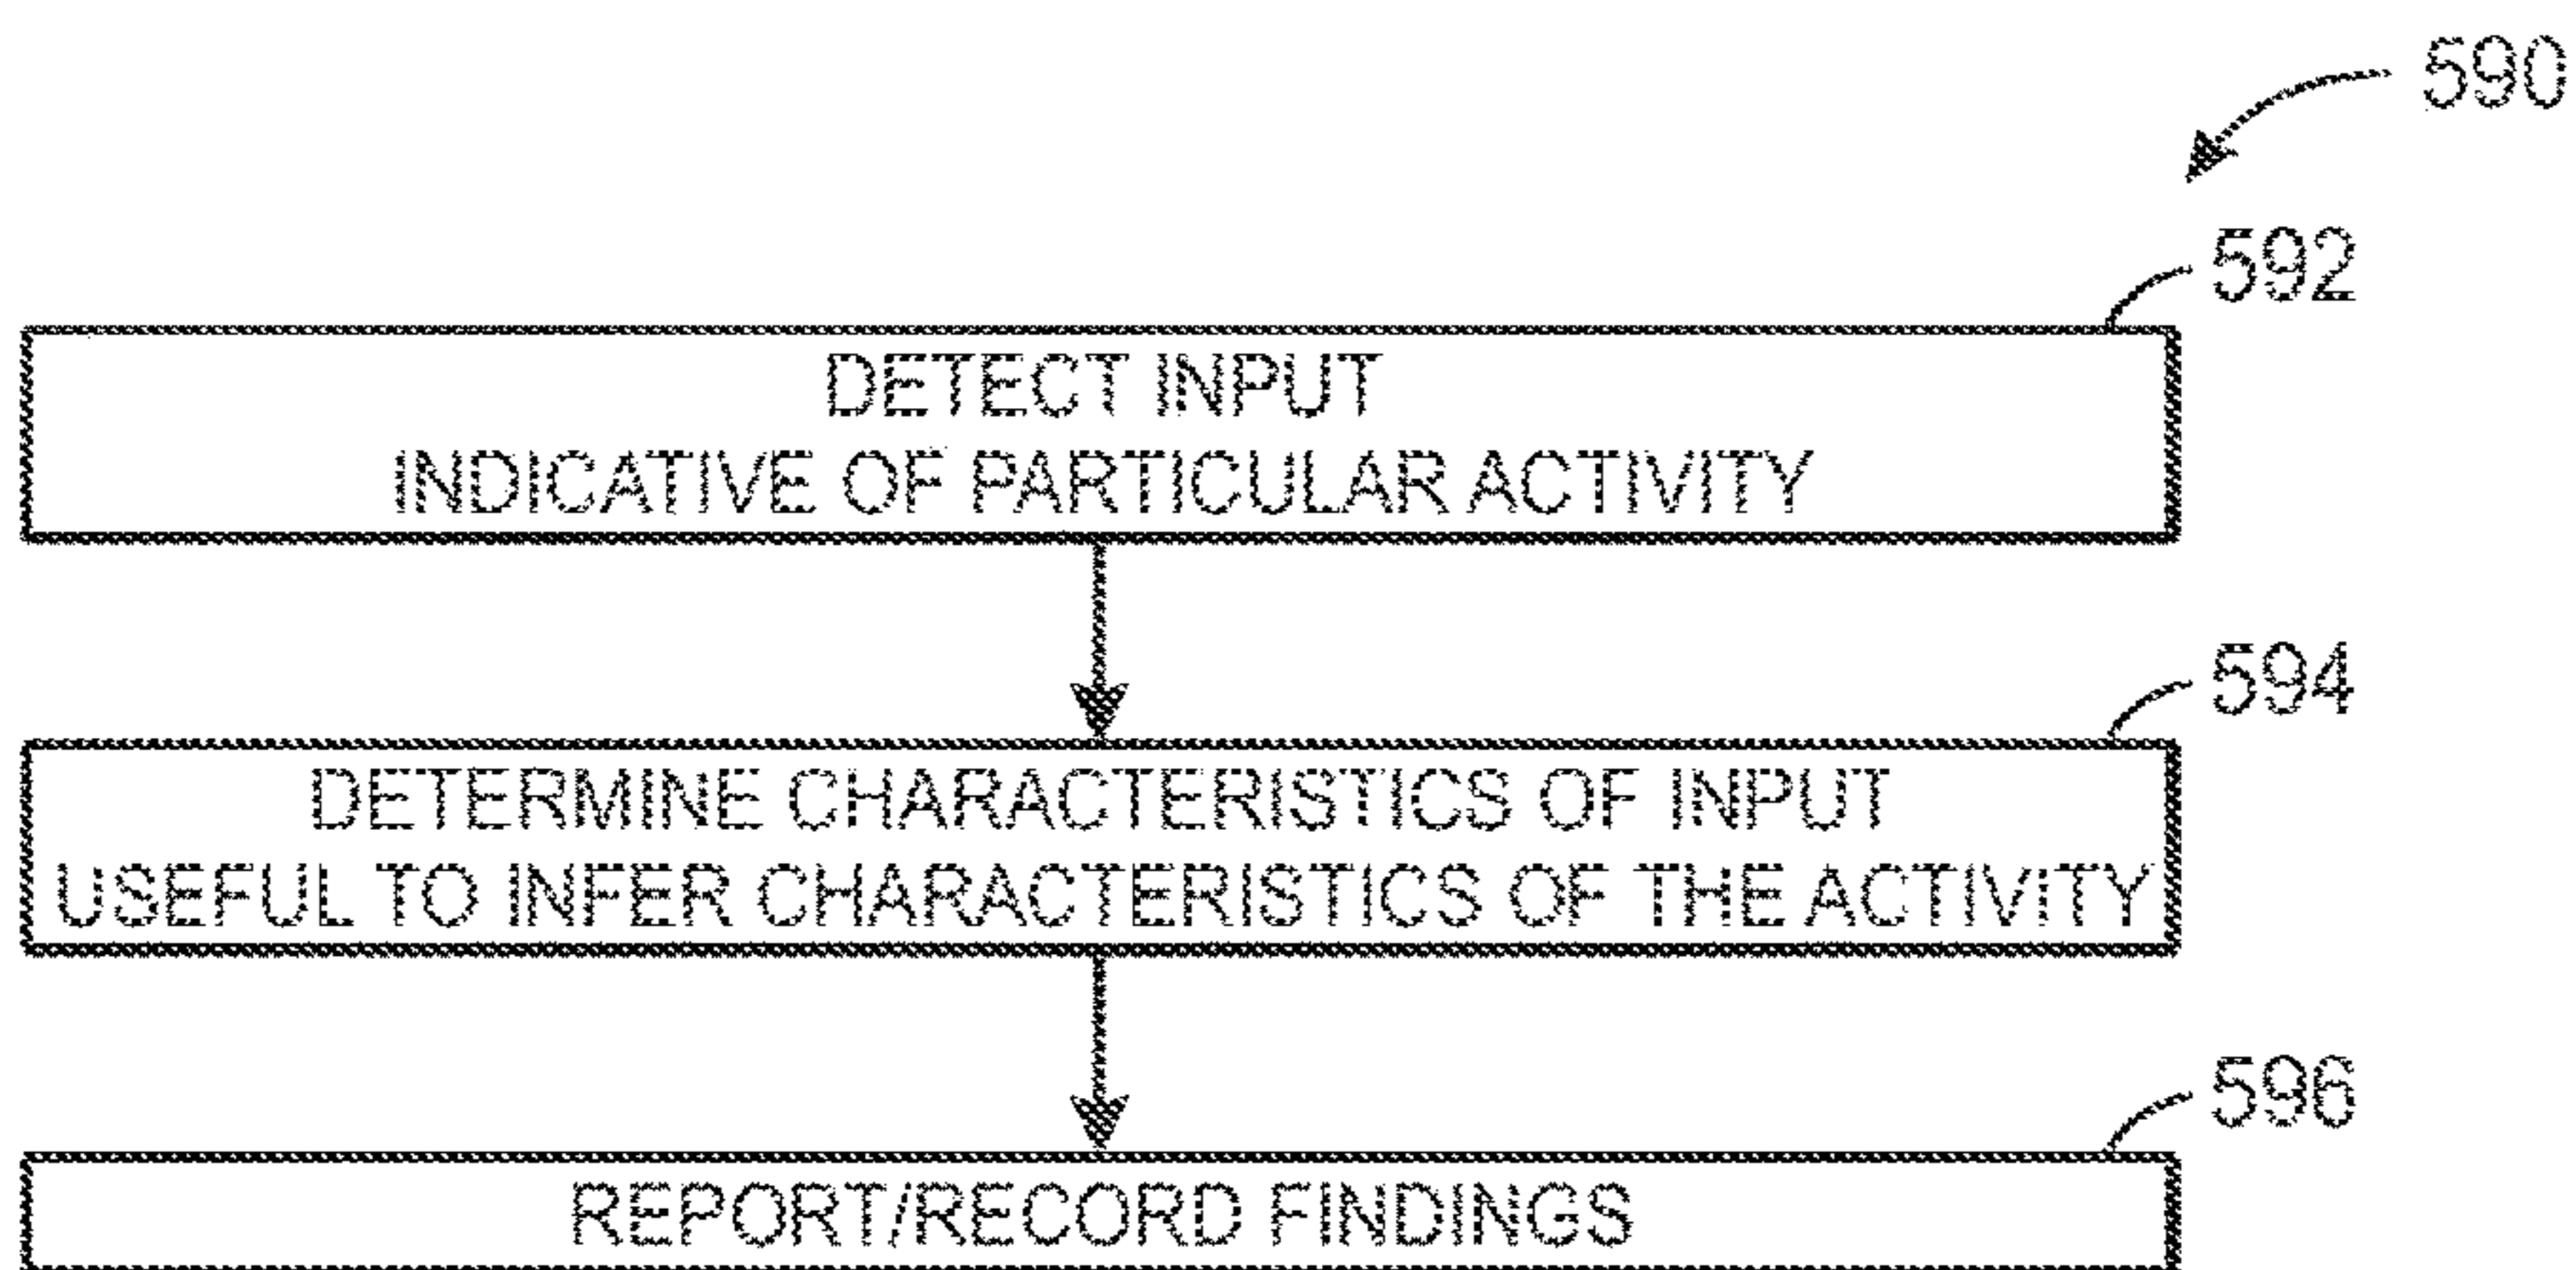 590
592
DETECT INPUT
INDICATIVE OF PARTICULAR ACTIVITY
594
DETERMINE CHARACTERISTICS OF INPUT
USEFUL TO INFER CHARACTERISTICS OF THE ACTIVITY
596
REPORT/RECORD FINDINGS